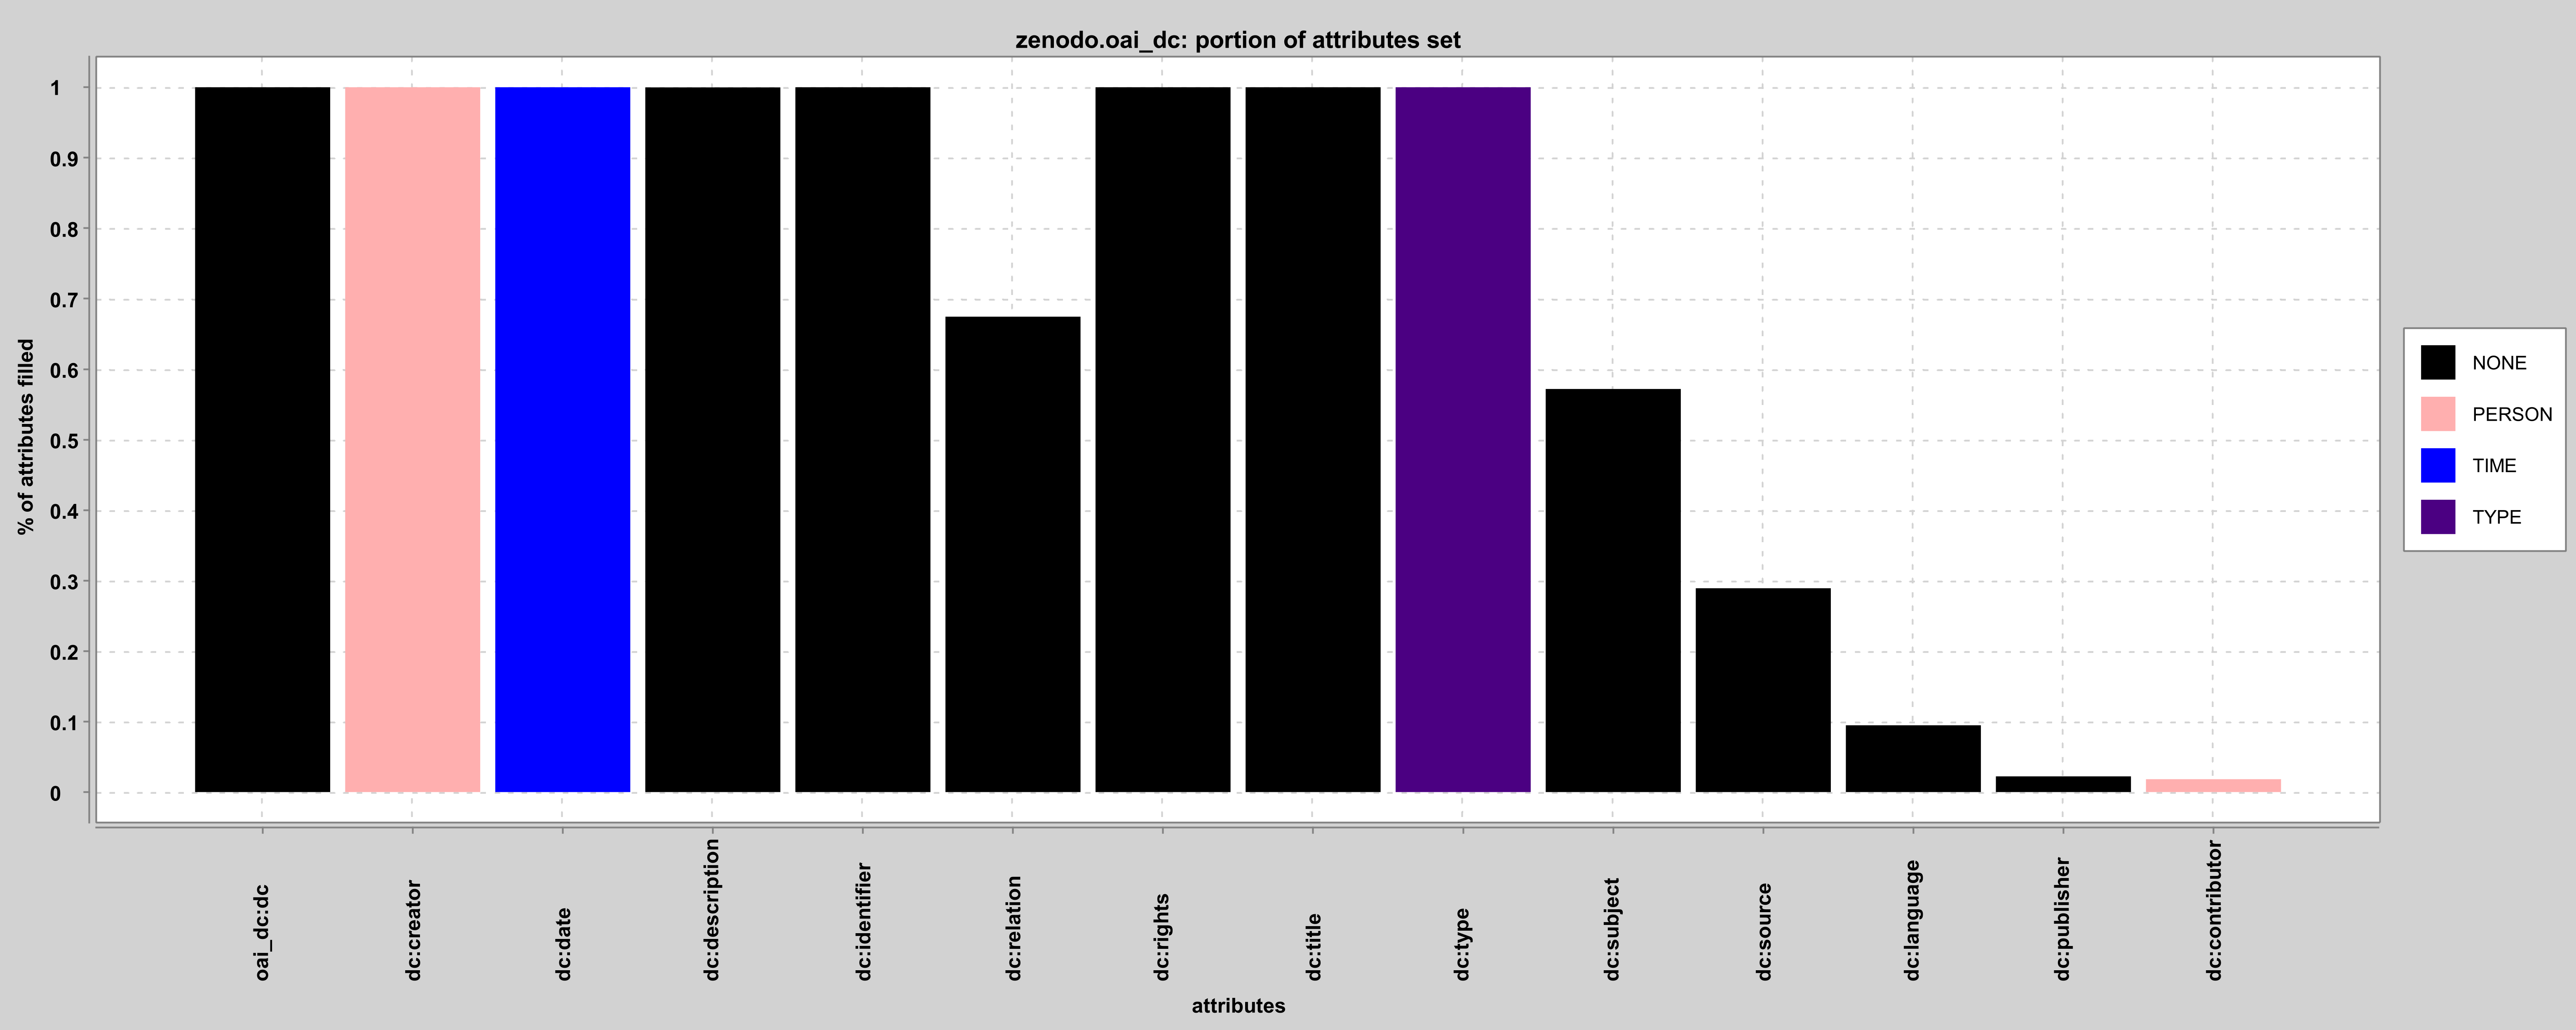 zenodo.oai_dc: portion of attributes set
% of attributes filled
1
0.9
0.8
0.7
0.6
0.5
0.4
0.3
0.2
0.1
0
oai_dc:dc
dc:creator
dc:date
dc:description
dc:identifier
dc:relation
dc:rights
dc:title
dc:type
dc:subject
dc:source
dc:language
dc:publisher
dc:contributor
attributes
NONE
PERSON
TIME
TYPE